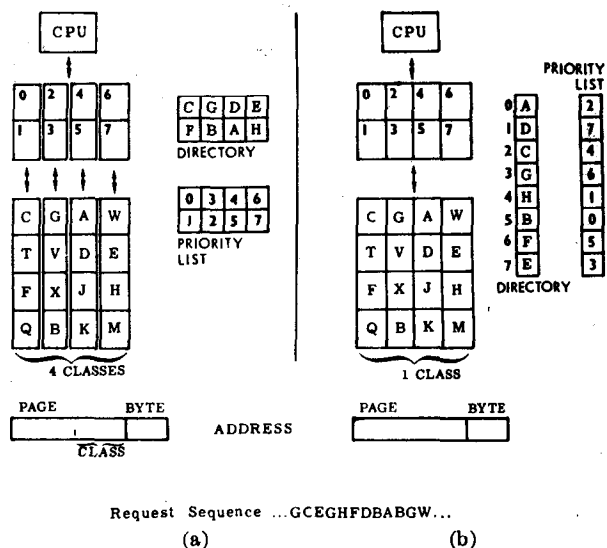 CPU
0 2 4 6
1 3 5 7
C G D E
F B A H
DIRECTORY
0 3 4 6
1 2 5 7
PRIORITY
LIST
C G A W
T V D E
F X J H
Q B K M
4 CLASSES
PAGE BYTE
CLASS
ADDRESS
CPU
0 2 4 6
1 3 5 7
PRIORITY
LIST
0 A 2
1 D 7
2 C 4
3 G 6
4 H 1
5 B 0
6 F 5
7 E 3
DIRECTORY
C G A W
T V D E
F X J H
Q B K M
1 CLASS
PAGE BYTE
Request Sequence ...GCEGHFDBABGW...
(a) (b)